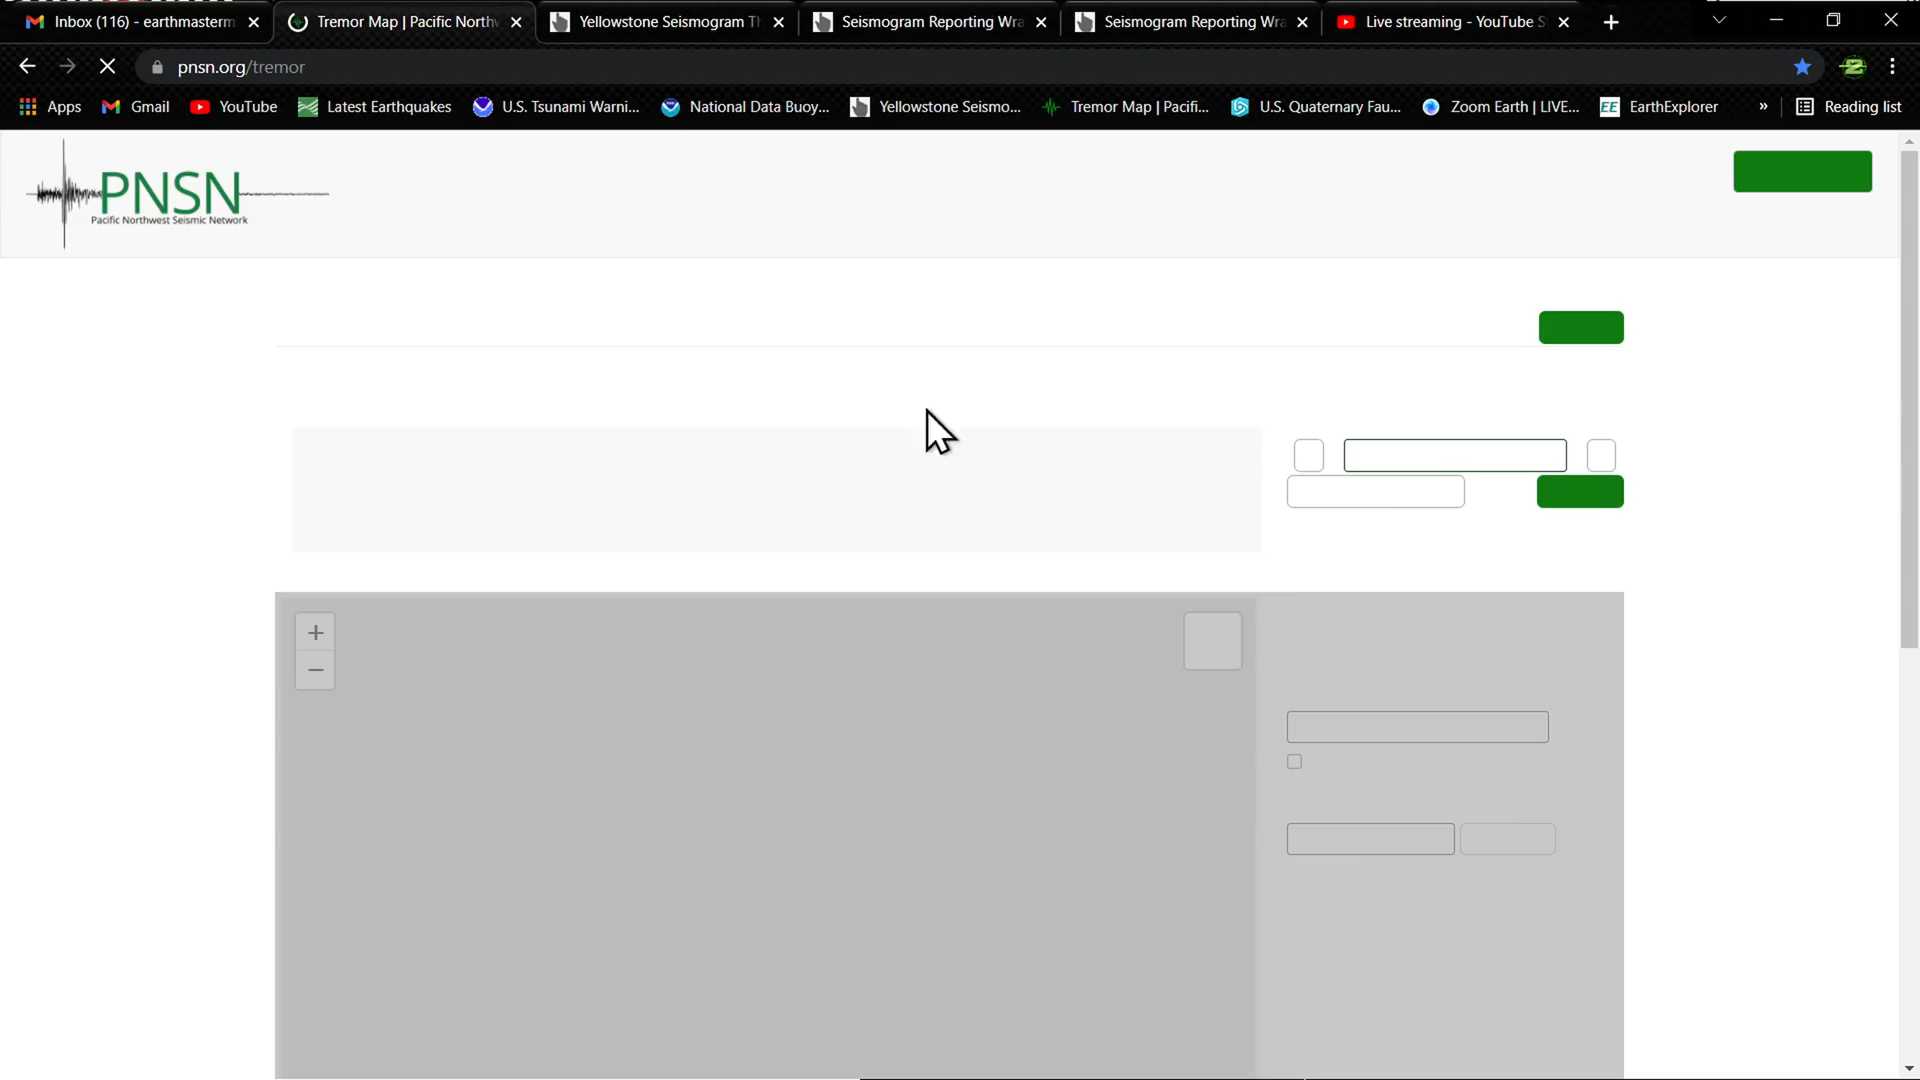 Inbox (116) - earthmasterm
Tremor Map | Pacific Northw
Yellowstone Seismogram Th
Seismogram Reporting Wra
Seismogram Reporting Wra
Live streaming - YouTube S
pnsn.org/tremor
Apps
Gmail
YouTube
Latest Earthquakes
U.S. Tsunami Warni...
National Data Buoy...
Yellowstone Seismo...
Tremor Map | Pacifi...
U.S. Quaternary Fau...
Zoom Earth | LIVE...
EE EarthExplorer
»
Reading list
PNSN
Pacific Northwest Seismic Network
+
−